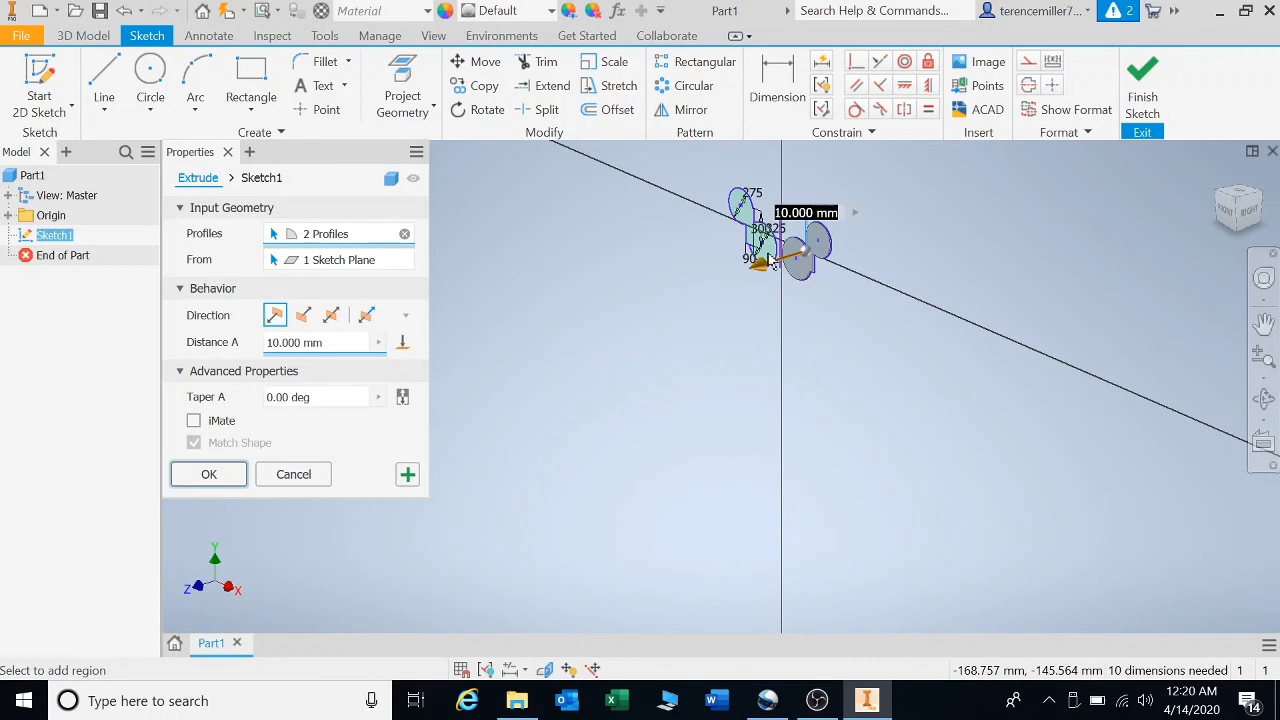 PRO
Material
Default
Part1
Search Help & Commands...
terencemiller7...
2
File
3D Model
Sketch
Annotate
Inspect
Tools
Manage
View
Environments
Get Started
Collaborate
Start
2D Sketch
Line
Circle
Arc
Rectangle
Fillet
Text
Point
Project
Geometry
Move
Copy
Rotate
Trim
Extend
Split
Scale
Stretch
Offset
Rectangular
Circular
Mirror
Dimension
Image
Points
ACAD
Show Format
Finish
Sketch
Sketch
Create
Modify
Pattern
Constrain
Insert
Format
Exit
Model
Part1
View: Master
Origin
Sketch1
End of Part
Properties
Extrude > Sketch1
Input Geometry
Profiles
2 Profiles
From
1 Sketch Plane
Behavior
Direction
Distance A
10.000 mm
Advanced Properties
Taper A
0.00 deg
iMate
Match Shape
OK
Cancel
275
10.000 mm
90
FRONT
RIGHT
Y
Z
X
Part1
Select to add region
-168.757 mm, -145.564 mm
10 dimensions needed
1
1
Type here to search
12:20 AM
4/14/2020
14